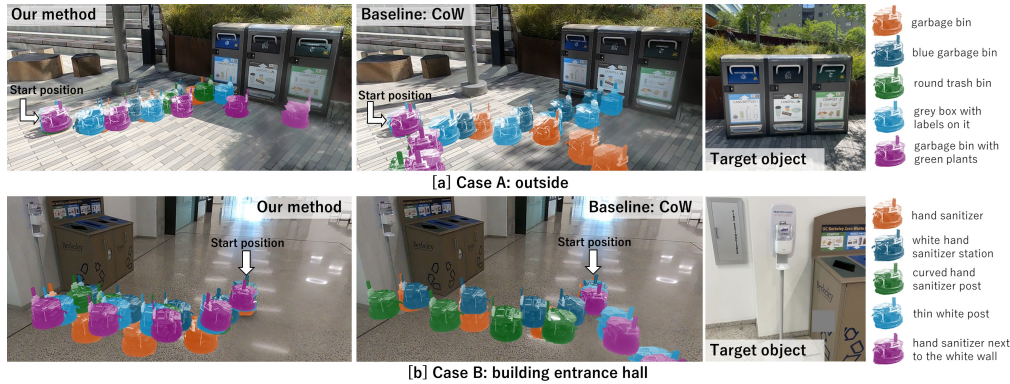 Our method
Start position
Baseline: CoW
Start position
Target object
garbage bin
blue garbage bin
round trash bin
grey box with
labels on it
garbage bin with
green plants
[a] Case A: outside
Our method
Start position
Baseline: CoW
Start position
Target object
Berkeley
hand sanitizer
white hand
sanitizer station
curved hand
sanitizer post
thin white post
hand sanitizer next
to the white wall
[b] Case B: building entrance hall